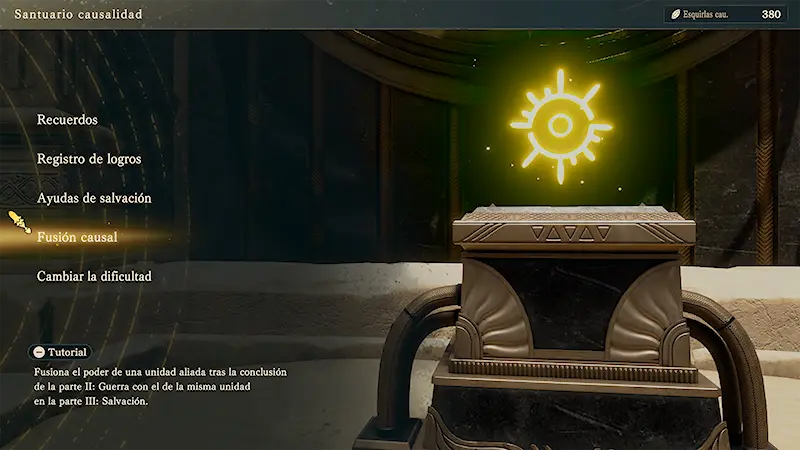 Santuario causalidad
Esquirlas cau. 380
Recuerdos
Registro de logros
Ayudas de salvación
Fusión causal
Cambiar la dificultad
Tutorial
Fusiona el poder de una unidad aliada tras la conclusión
de la parte II: Guerra con el de la misma unidad
en la parte III: Salvación.